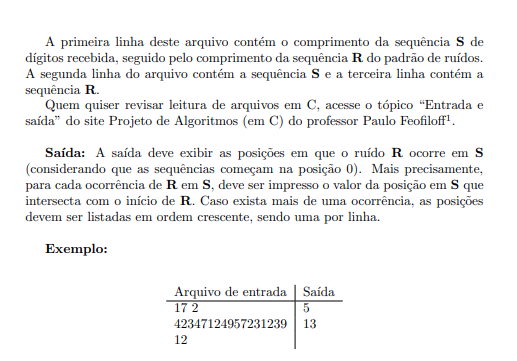 A primeira linha deste arquivo contém o comprimento da sequência S de
dígitos recebida, seguido pelo comprimento da sequência R do padrão de ruídos.
A segunda linha do arquivo contém a sequência S e a terceira linha contém a
sequência R.
Quem quiser revisar leitura de arquivos em C, acesse o tópico “Entrada e
saída” do site Projeto de Algoritmos (em C) do professor Paulo Feofiloff¹.
Saída: A saída deve exibir as posições em que o ruído R ocorre em S
(considerando que as sequências começam na posição 0). Mais precisamente,
para cada ocorrência de R em S, deve ser impresso o valor da posição em S que
intersecta com o início de R. Caso exista mais de uma ocorrência, as posições
devem ser listadas em ordem crescente, sendo uma por linha.
Exemplo:
Arquivo de entrada Saída
17 2 5
42347124957231239 13
12